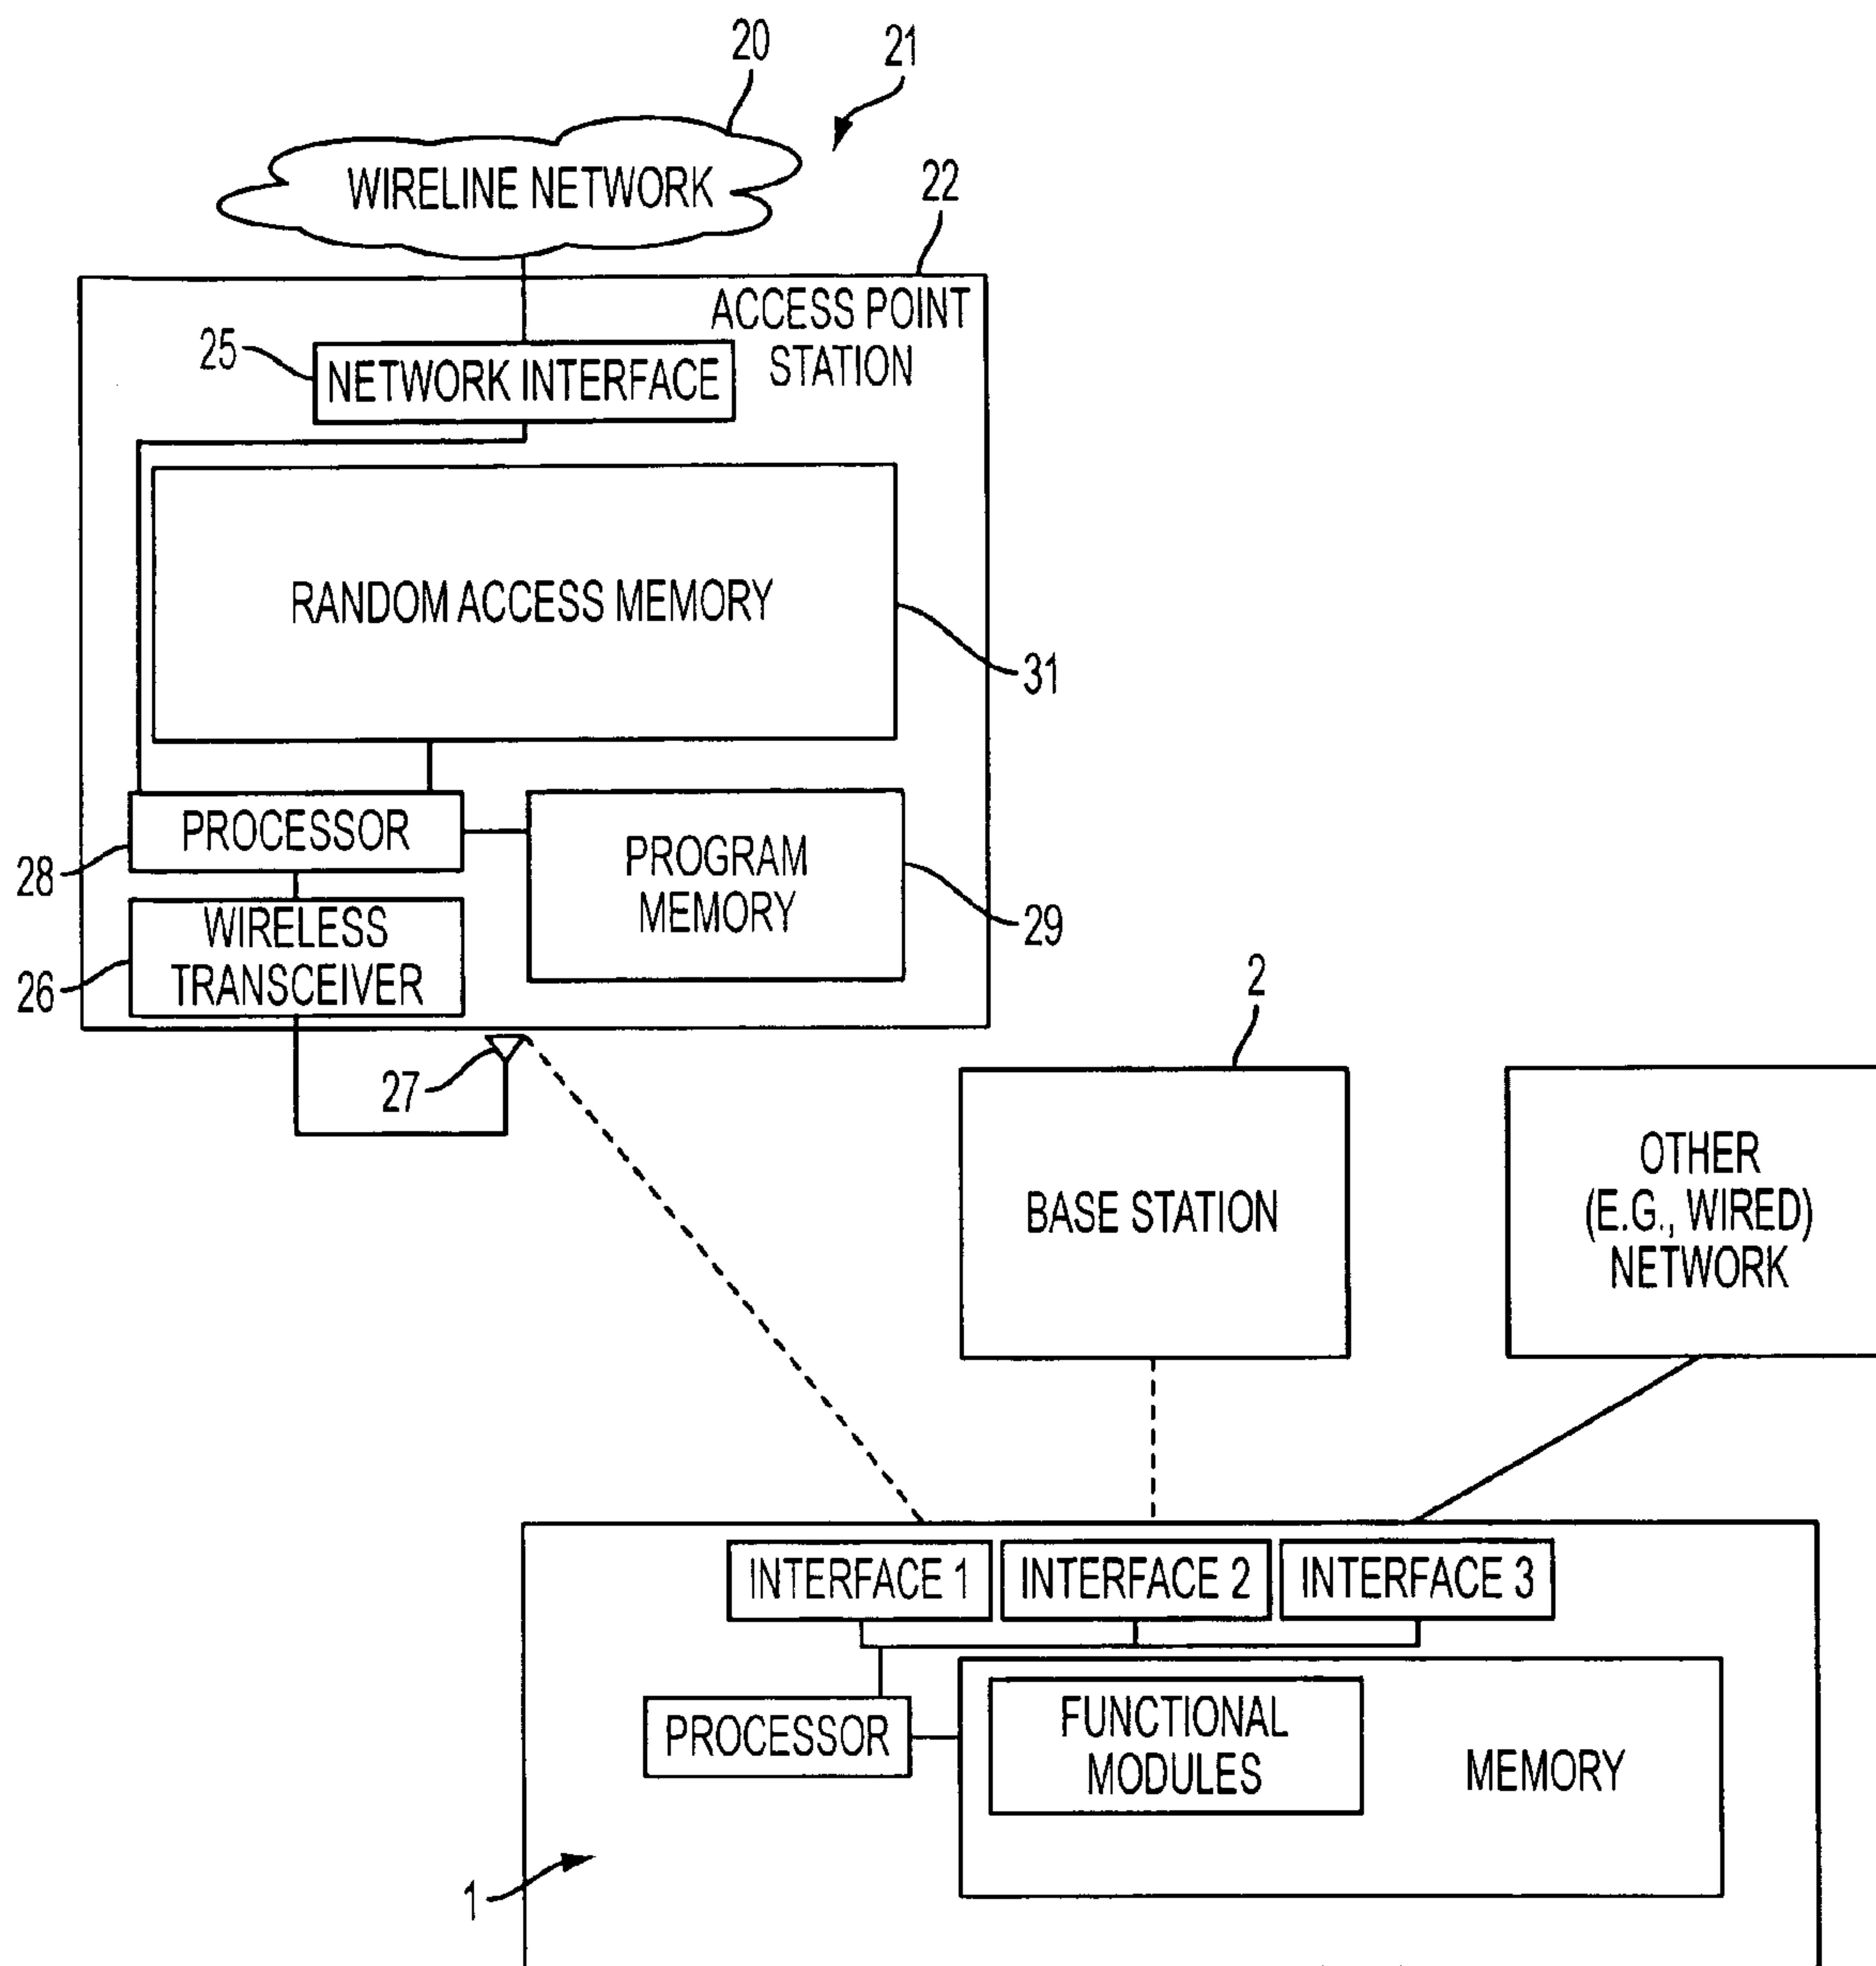 20
21
WIRELINE NETWORK
22
ACCESS POINT
STATION
25
NETWORK INTERFACE
RANDOM ACCESS MEMORY
31
PROCESSOR
28
PROGRAM
MEMORY
29
WIRELESS
TRANSCEIVER
26
27
2
BASE STATION
OTHER
(E.G., WIRED)
NETWORK
INTERFACE 1
INTERFACE 2
INTERFACE 3
PROCESSOR
FUNCTIONAL
MODULES
MEMORY
1